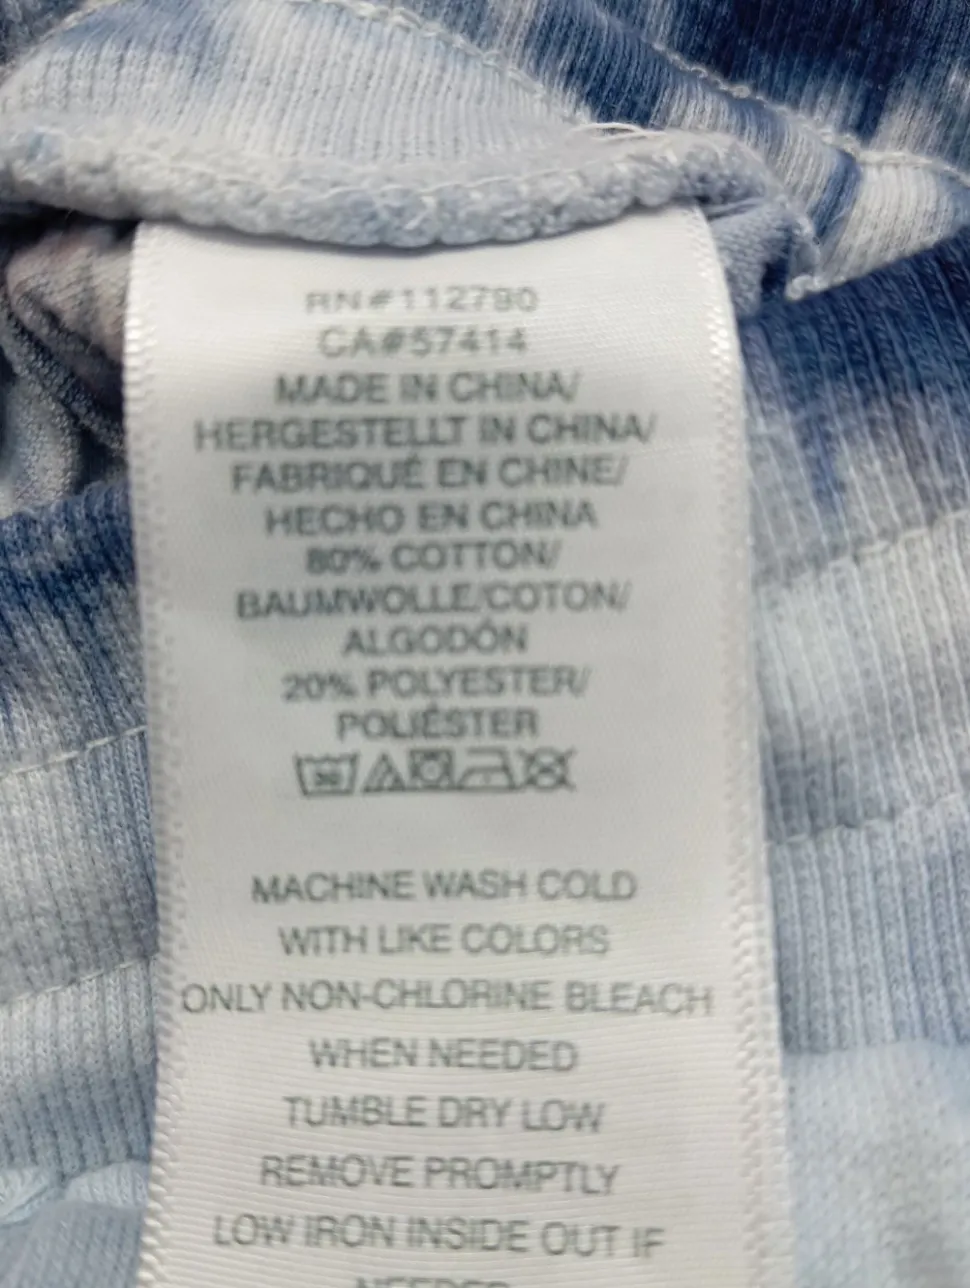 RN#112790
CA#57414
MADE IN CHINA/
HERGESTELLT IN CHINA/
FABRIQUÉ EN CHINE/
HECHO EN CHINA
80% COTTON/
BAUMWOLLE/COTON/
ALGODÓN
20% POLYESTER/
POLIÉSTER
30
MACHINE WASH COLD
WITH LIKE COLORS
ONLY NON-CHLORINE BLEACH
WHEN NEEDED
TUMBLE DRY LOW
REMOVE PROMPTLY
LOW IRON INSIDE OUT IF
NEEDED